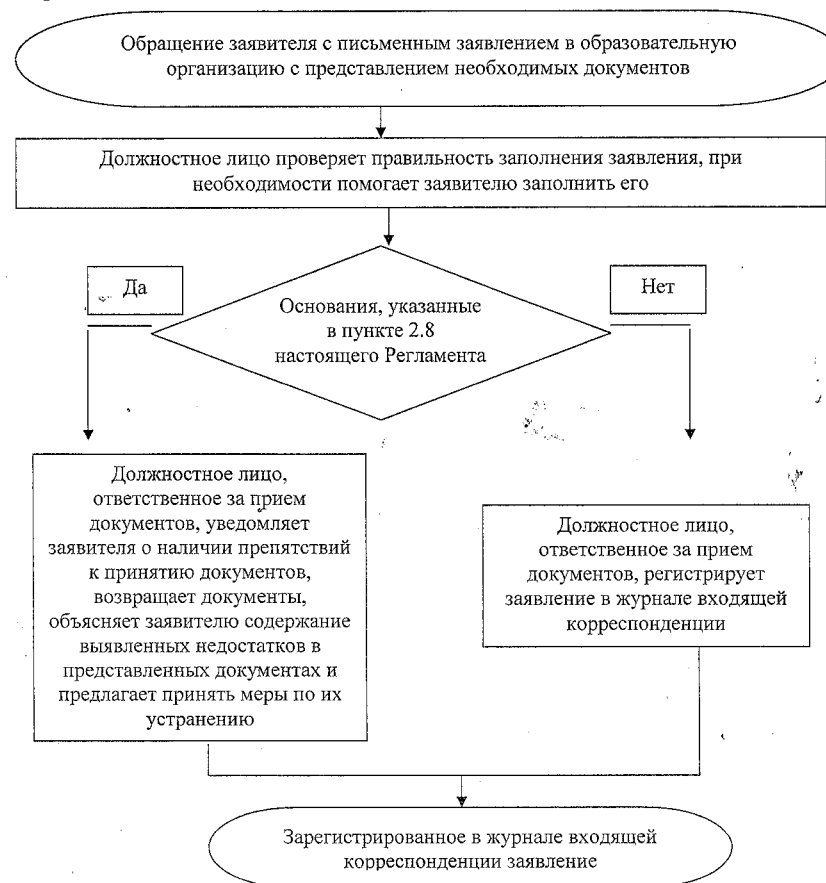 Обращение заявителя с письменным заявлением в образовательную
организацию с представлением необходимых документов
Должностное лицо проверяет правильность заполнения заявления, при
необходимости помогает заявителю заполнить его
Да
Нет
Основания, указанные
в пункте 2.8
настоящего Регламента
Должностное лицо,
ответственное за прием
документов, уведомляет
заявителя о наличии препятствий
к принятию документов,
возвращает документы,
объясняет заявителю содержание
выявленных недостатков в
представленных документах и
предлагает принять меры по их
устранению
Должностное лицо,
ответственное за прием
документов, регистрирует
заявление в журнале входящей
корреспонденции
Зарегистрированное в журнале входящей
корреспонденции заявление